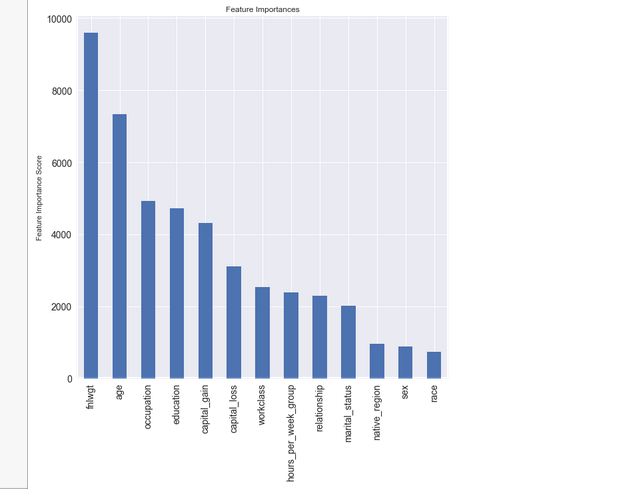 Feature Importances
Feature Importance Score
10000
8000
6000
4000
2000
0
fnlwgt
age
occupation
education
capital_gain
capital_loss
workclass
hours_per_week_group
relationship
marital_status
native_region
sex
race